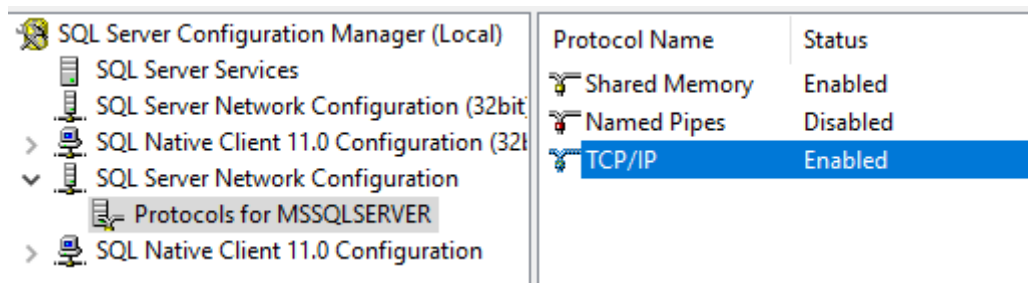 SQL Server Configuration Manager (Local)
SQL Server Services
SQL Server Network Configuration (32bit
SQL Native Client 11.0 Configuration (32
SQL Server Network Configuration
Protocols for MSSQLSERVER
SQL Native Client 11.0 Configuration
Protocol Name Status
Shared Memory Enabled
Named Pipes Disabled
TCP/IP Enabled